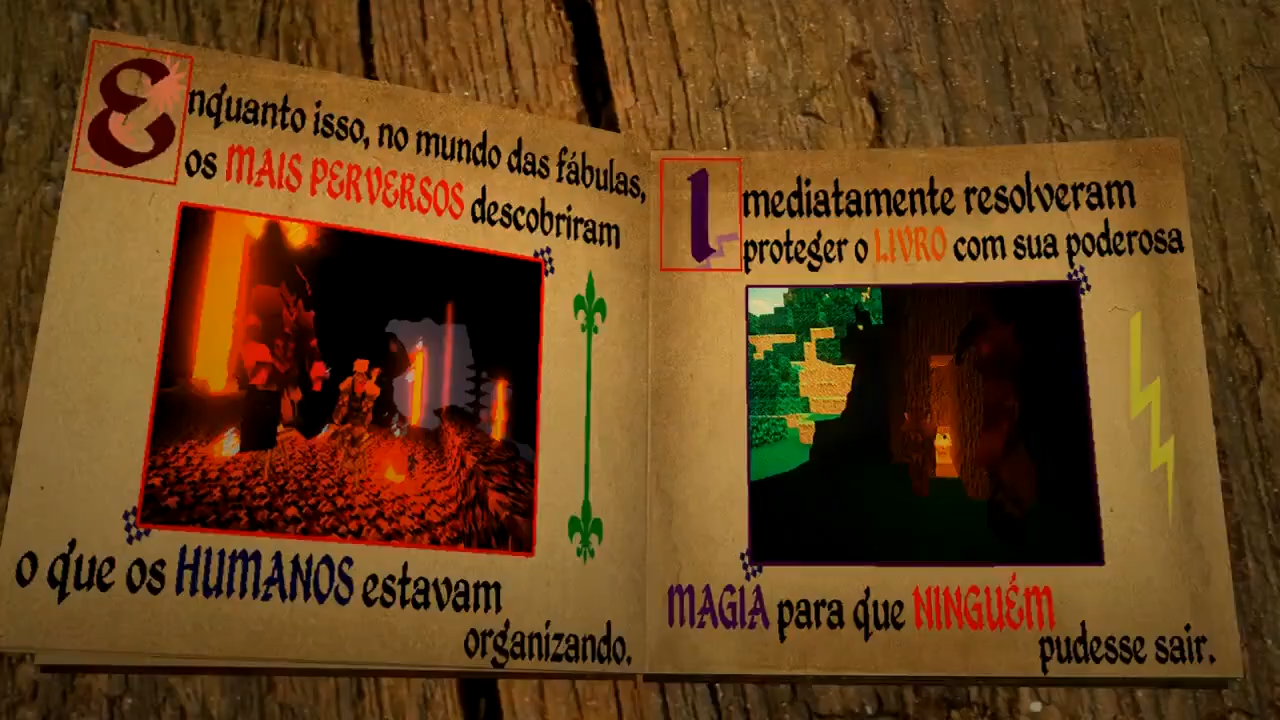 Enquanto isso, no mundo das fábulas,
os MAIS PERVERSOS descobriram
o que os HUMANOS estavam
organizando.
Imediatamente resolveram
proteger o LIVRO com sua poderosa
MAGIA para que NINGUÉM
pudesse sair.